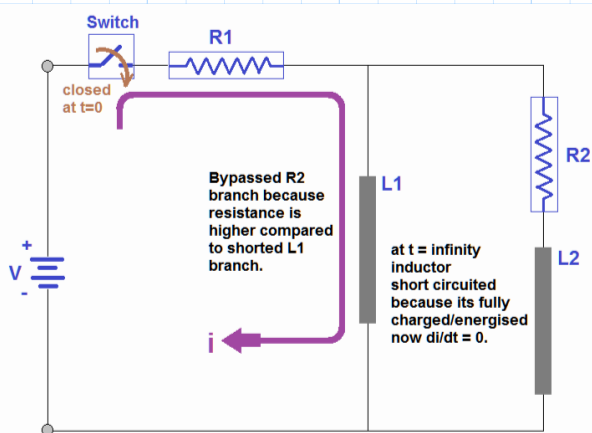 Switch
R1
closed
at t=0
R2
Bypassed R2
branch because
resistance is
higher compared
to shorted L1
branch.
L1
at t = infinity
inductor
short circuited
because its fully
charged/energised
now di/dt = 0.
L2
+
V
-
i